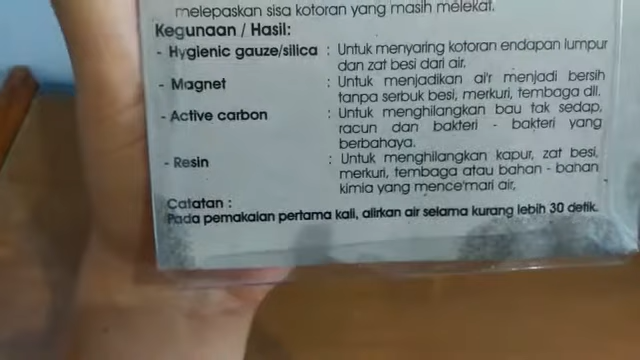 melepaskan sisa kotoran yang masih melekat.
Kegunaan / Hasil:
- Hygienic gauze/silica : Untuk menyaring kotoran endapan lumpur
dan zat besi dari air.
- Magnet : Untuk menjadikan ai'r menjadi bersih
tanpa serbuk besi, merkuri, tembaga dll.
- Active carbon : Untuk menghilangkan bau tak sedap,
racun dan bakteri - bakteri yang
berbahaya.
- Resin : Untuk menghilangkan kapur, zat besi,
merkuri, tembaga atau bahan - bahan
kimia yang mence'mari air,
Catatan :
Pada pemakaian pertama kali, alirkan air selama kurang lebih 30 detik.